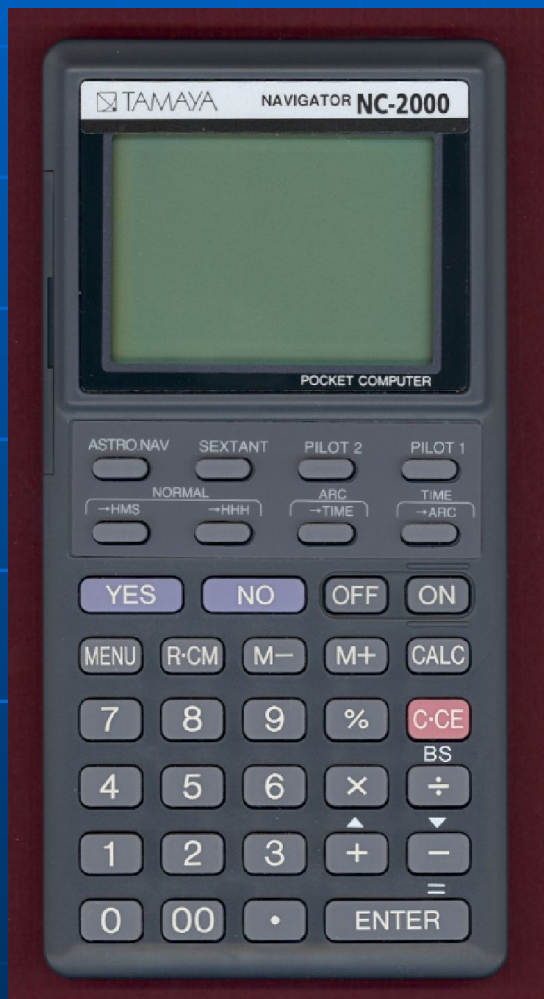 TAMAYA NAVIGATOR NC-2000
POCKET COMPUTER
ASTRO.NAV SEXTANT PILOT 2 PILOT 1
NORMAL ARC TIME
→HMS →HHH →TIME →ARC
YES NO OFF ON
MENU R·CM M− M+ CALC
7 8 9 % C·CE
BS
4 5 6 × ÷
▲ ▼
1 2 3 + −
=
0 00 · ENTER